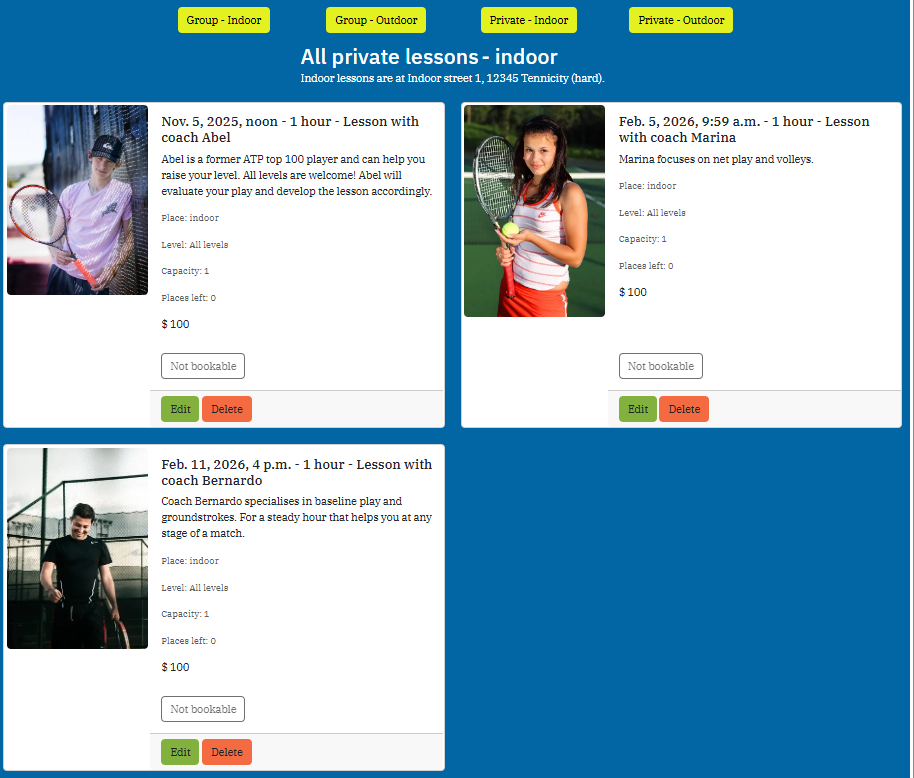 Group - Indoor
Group - Outdoor
Private - Indoor
Private - Outdoor
All private lessons - indoor
Indoor lessons are at Indoor street 1, 12345 Tennicity (hard).
Nov. 5, 2025, noon - 1 hour - Lesson with
coach Abel
Abel is a former ATP top 100 player and can help you
raise your level. All levels are welcome! Abel will
evaluate your play and develop the lesson accordingly.
Place: indoor
Level: All levels
Capacity: 1
Places left: 0
$ 100
Not bookable
Edit
Delete
Feb. 5, 2026, 9:59 a.m. - 1 hour - Lesson
with coach Marina
Marina focuses on net play and volleys.
Place: indoor
Level: All levels
Capacity: 1
Places left: 0
$ 100
Not bookable
Edit
Delete
Feb. 11, 2026, 4 p.m. - 1 hour - Lesson with
coach Bernardo
Coach Bernardo specialises in baseline play and
groundstrokes. For a steady hour that helps you at any
stage of a match.
Place: indoor
Level: All levels
Capacity: 1
Places left: 0
$ 100
Not bookable
Edit
Delete